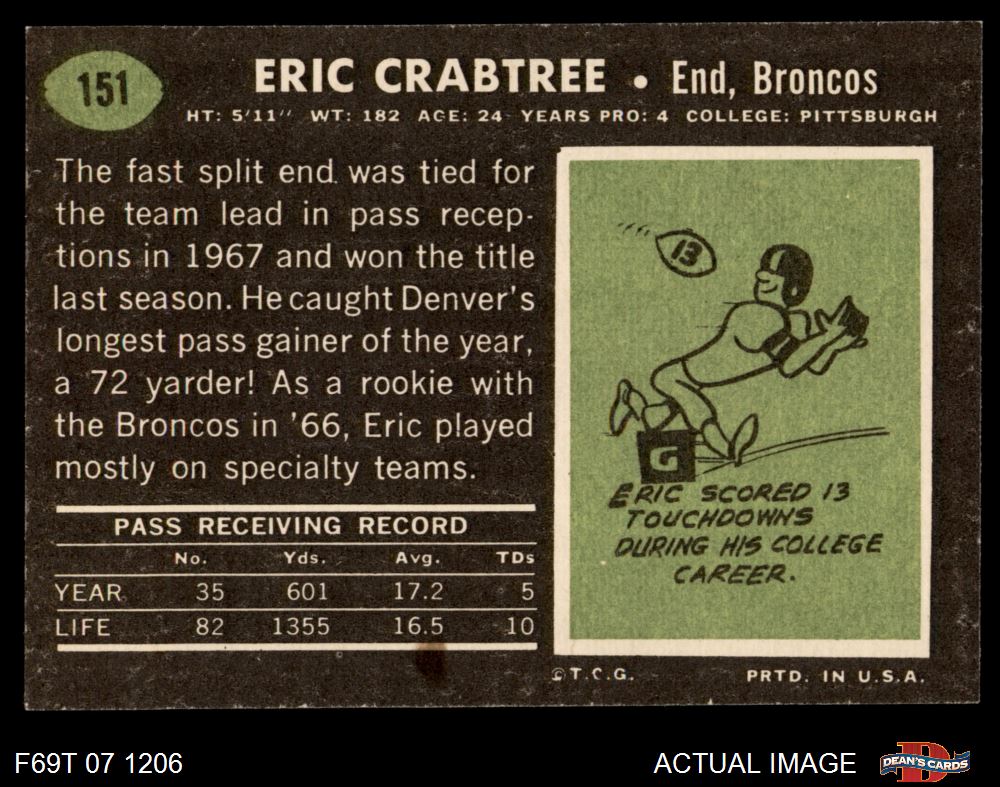 151
ERIC CRABTREE • End, Broncos
HT: 5'11" WT: 182 AGE: 24 YEARS PRO: 4 COLLEGE: PITTSBURGH
The fast split end was tied for
the team lead in pass recep-
tions in 1967 and won the title
last season. He caught Denver's
longest pass gainer of the year,
a 72 yarder! As a rookie with
the Broncos in '66, Eric played
mostly on specialty teams.
PASS RECEIVING RECORD
No. Yds. Avg. TDs
YEAR 35 601 17.2 5
LIFE 82 1355 16.5 10
13
G
ERIC SCORED 13
TOUCHDOWNS
DURING HIS COLLEGE
CAREER.
©T.C.G. PRTD. IN U.S.A.
F69T 07 1206 ACTUAL IMAGE
D
DEAN'S CARDS